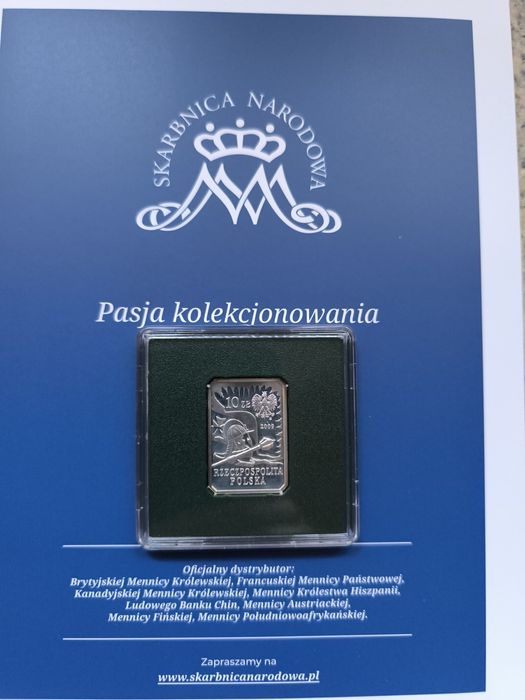 SKARBNICA NARODOWA
Pasja kolekcjonowania
10 zł
2009
RZECZPOSPOLITA
POLSKA
Oficjalny dystrybutor:
Brytyjskiej Mennicy Królewskiej, Francuskiej Mennicy Państwowej,
Kanadyjskiej Mennicy Królewskiej, Mennicy Królestwa Hiszpanii,
Ludowego Banku Chin, Mennicy Austriackiej,
Mennicy Fińskiej, Mennicy Południowoafrykańskiej.
Zapraszamy na
www.skarbnicanarodowa.pl